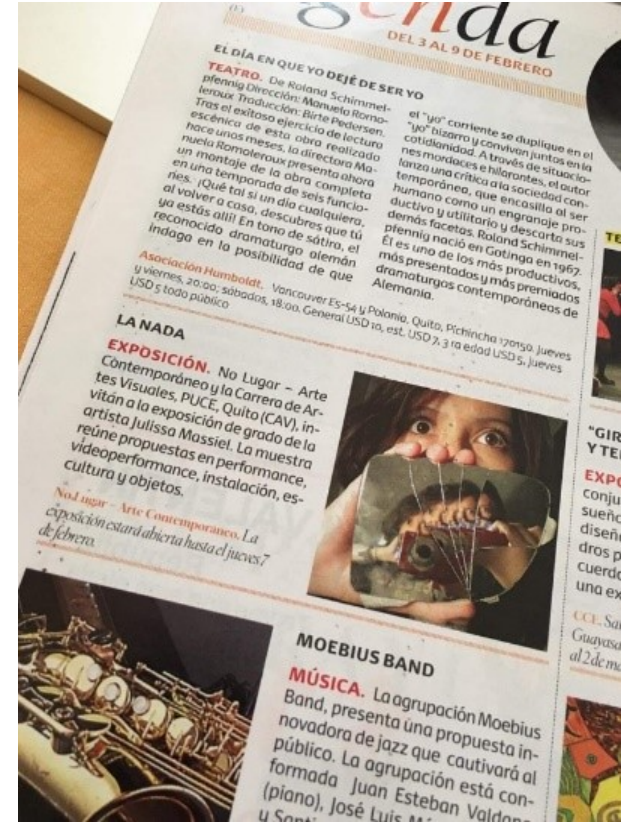 genda
DEL 3 AL 9 DE FEBRERO
EL DÍA EN QUE YO DEJÉ DE SER YO
TEATRO. De Roland Schimmel-
pfennig Dirección: Manuela Romo-
leroux Traducción: Birte Pedersen.
Tras el exitoso ejercicio de lectura
escénica de esta obra realizado
hace unos meses, la directora Ma-
nuela Romoleroux presenta ahora
un montaje de la obra completa
en una temporada de seis funcio-
nes. ¡Qué tal si un día cualquiera,
al volver a casa, descubres que tú
ya estás allí! En tono de sátira, el
reconocido dramaturgo alemán
indaga en la posibilidad de que
el "yo" corriente se duplique en el
"yo" bizarro y convivan juntos en la
cotidianidad. A través de situacio-
nes mordaces e hilarantes, el autor
lanza una crítica a la sociedad con-
temporánea, que encasilla al ser
humano como un engranaje pro-
ductivo y utilitario y descarta sus
demás facetas. Roland Schimmel-
pfennig nació en Gotinga en 1967.
Él es uno de los más productivos,
más presentados y más premiados
dramaturgos contemporáneos de
Alemania.
Asociación Humboldt. Vancouver E5-54 y Polonia, Quito, Pichincha 170150. Jueves
y viernes, 20:00; sábados, 18:00. General USD 10, est. USD 7, 3 ra edad USD 5, Jueves
USD 5 todo público
LA NADA
EXPOSICIÓN. No Lugar – Arte
Contemporáneo y la Carrera de Ar-
tes Visuales, PUCE, Quito (CAV), in-
vitán a la exposición de grado de la
artista Julissa Massiel. La muestra
reúne propuestas en performance,
videoperformance, instalación, es-
cultura y objetos.
No Lugar – Arte Contemporaneo. La
exposición estará abierta hasta el jueves 7
de febrero.
MOEBIUS BAND
MÚSICA. La agrupación Moebius
Band, presenta una propuesta in-
novadora de jazz que cautivará al
público. La agrupación está con-
formada Juan Esteban Valdano
(piano), José Luis
y
TE
"GIR
Y TE
EXPO
conju
sueño
diseñ
dros p
cuerdo
una ex
CCE. Sa
Guayasa
al 2 de m